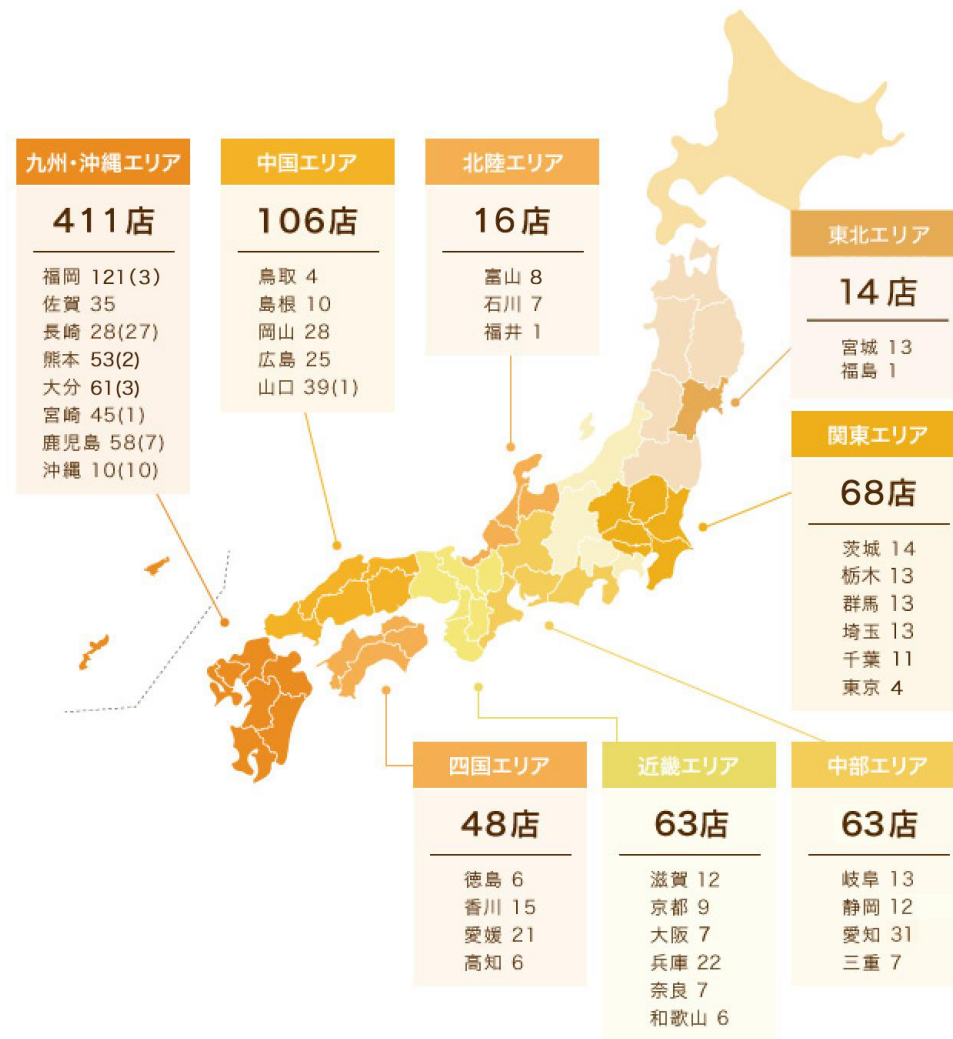 九州・沖縄エリア
411店
福岡 121(3)
佐賀 35
長崎 28(27)
熊本 53(2)
大分 61(3)
宮崎 45(1)
鹿児島 58(7)
沖縄 10(10)
中国エリア
106店
鳥取 4
島根 10
岡山 28
広島 25
山口 39(1)
北陸エリア
16店
富山 8
石川 7
福井 1
東北エリア
14店
宮城 13
福島 1
関東エリア
68店
茨城 14
栃木 13
群馬 13
埼玉 13
千葉 11
東京 4
四国エリア
48店
徳島 6
香川 15
愛媛 21
高知 6
近畿エリア
63店
滋賀 12
京都 9
大阪 7
兵庫 22
奈良 7
和歌山 6
中部エリア
63店
岐阜 13
静岡 12
愛知 31
三重 7